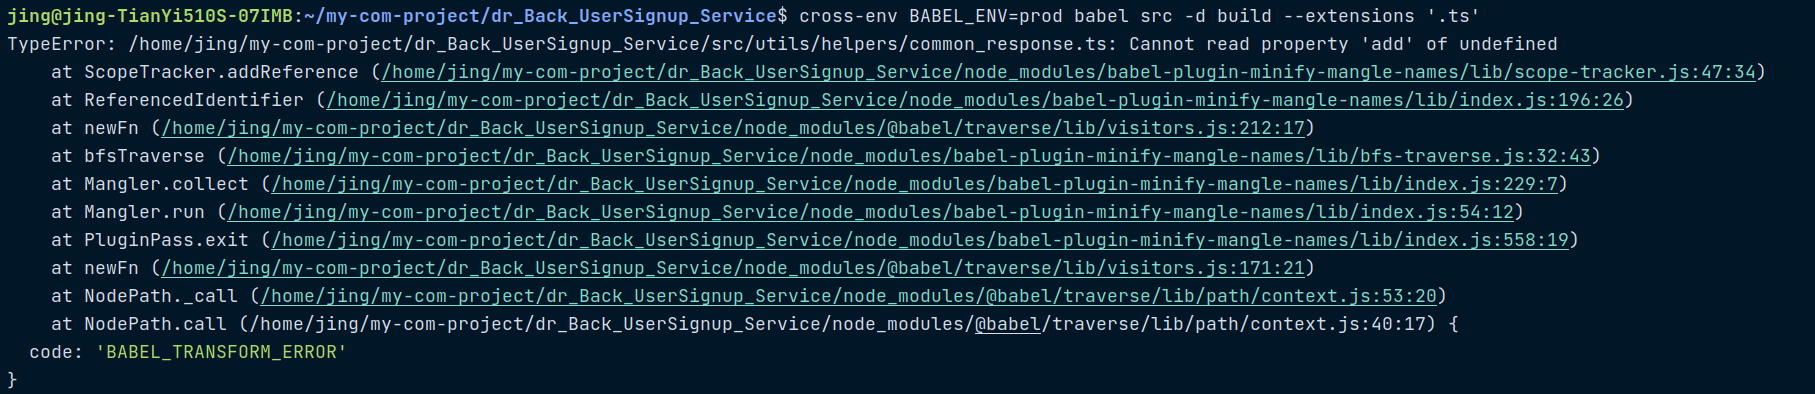 jing@jing-TianYi510S-07IMB:~/my-com-project/dr_Back_UserSignup_Service$ cross-env BABEL_ENV=prod babel src -d build --extensions '.ts'
TypeError: /home/jing/my-com-project/dr_Back_UserSignup_Service/src/utils/helpers/common_response.ts: Cannot read property 'add' of undefined
    at ScopeTracker.addReference (/home/jing/my-com-project/dr_Back_UserSignup_Service/node_modules/babel-plugin-minify-mangle-names/lib/scope-tracker.js:47:34)
    at ReferencedIdentifier (/home/jing/my-com-project/dr_Back_UserSignup_Service/node_modules/babel-plugin-minify-mangle-names/lib/index.js:196:26)
    at newFn (/home/jing/my-com-project/dr_Back_UserSignup_Service/node_modules/@babel/traverse/lib/visitors.js:212:17)
    at bfsTraverse (/home/jing/my-com-project/dr_Back_UserSignup_Service/node_modules/babel-plugin-minify-mangle-names/lib/bfs-traverse.js:32:43)
    at Mangler.collect (/home/jing/my-com-project/dr_Back_UserSignup_Service/node_modules/babel-plugin-minify-mangle-names/lib/index.js:229:7)
    at Mangler.run (/home/jing/my-com-project/dr_Back_UserSignup_Service/node_modules/babel-plugin-minify-mangle-names/lib/index.js:54:12)
    at PluginPass.exit (/home/jing/my-com-project/dr_Back_UserSignup_Service/node_modules/babel-plugin-minify-mangle-names/lib/index.js:558:19)
    at newFn (/home/jing/my-com-project/dr_Back_UserSignup_Service/node_modules/@babel/traverse/lib/visitors.js:171:21)
    at NodePath._call (/home/jing/my-com-project/dr_Back_UserSignup_Service/node_modules/@babel/traverse/lib/path/context.js:53:20)
    at NodePath.call (/home/jing/my-com-project/dr_Back_UserSignup_Service/node_modules/@babel/traverse/lib/path/context.js:40:17) {
  code: 'BABEL_TRANSFORM_ERROR'
}